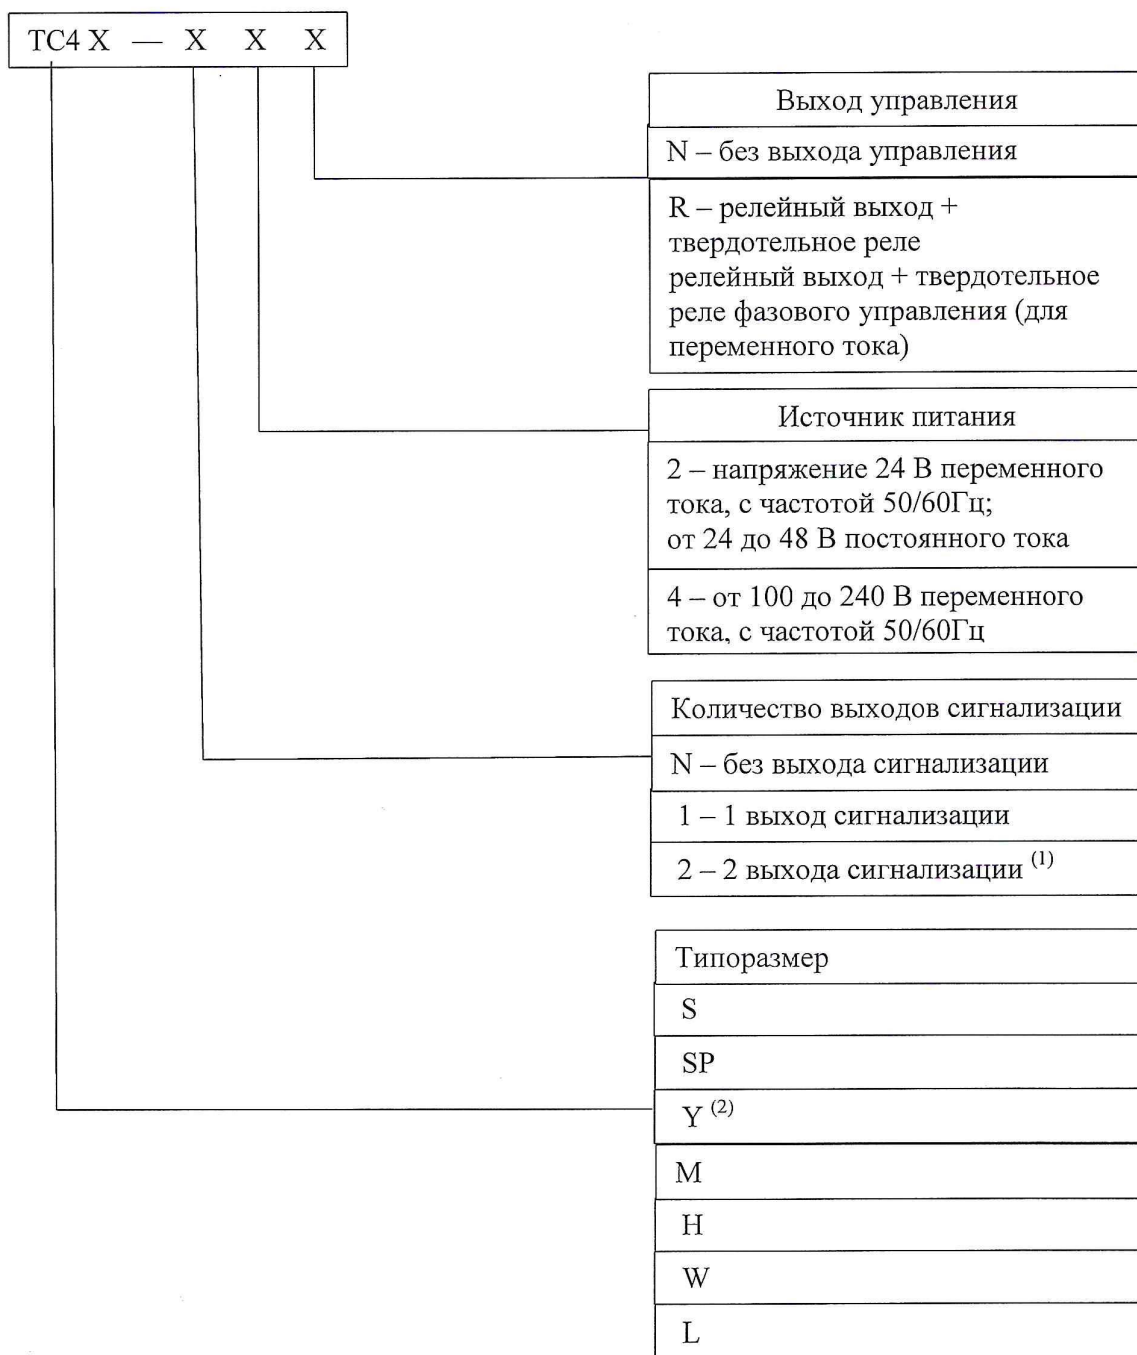 ТС4 Х — Х Х Х
Выход управления
N – без выхода управления
R – релейный выход +
твердотельное реле
релейный выход + твердотельное
реле фазового управления (для
переменного тока)
Источник питания
2 – напряжение 24 В переменного
тока, с частотой 50/60Гц;
от 24 до 48 В постоянного тока
4 – от 100 до 240 В переменного
тока, с частотой 50/60Гц
Количество выходов сигнализации
N – без выхода сигнализации
1 – 1 выход сигнализации
2 – 2 выхода сигнализации (1)
Типоразмер
S
SP
Y (2)
M
H
W
L